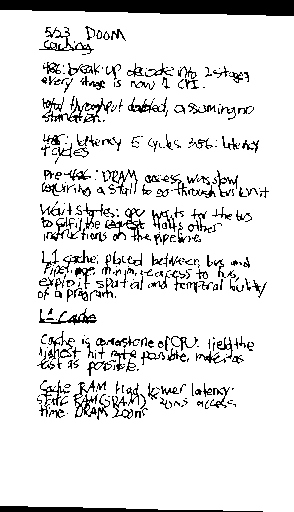 5/23 DOOM
Caching
486: break up decode into 2 stages
every stage is now 1 CPI.
total throughput doubled, assuming no
starvation.
486: latency 5 cycles 386: latency
4 cycles
Pre-486: DRAM access was slow
requiring a stall to go through bus unit
Wait states: cpu waits for the bus
to fulfill the request. Halts other
instructions on the pipeline
L1 cache: placed between bus and
Pipeline. minimize access to bus,
exploit spatial and temporal locality
of a program.
L1 Cache
Cache is cornerstone of CPU. Yield the
highest hit rate possible, make as
fast as possible.
Cache RAM had lower latency.
Static RAM (SRAM) ~20ns access
time. DRAM 200ns